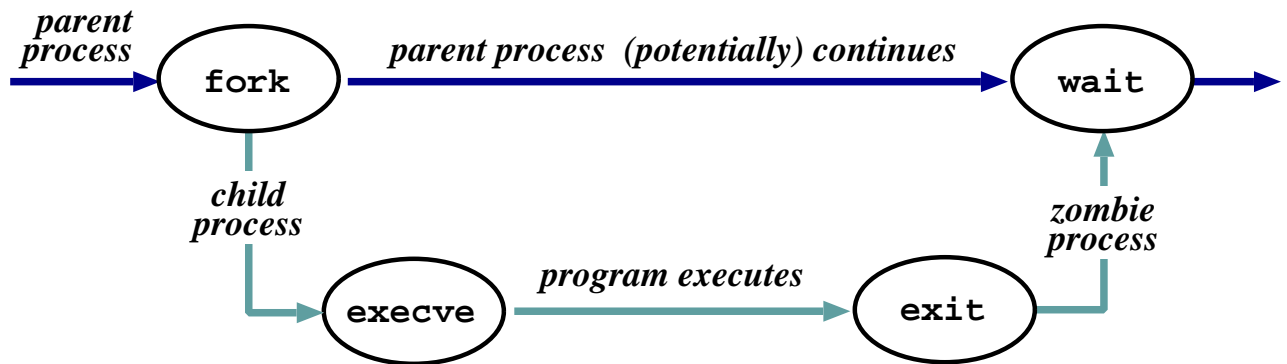 parent
process
fork
parent process (potentially) continues
wait
child
process
zombie
process
execve
program executes
exit